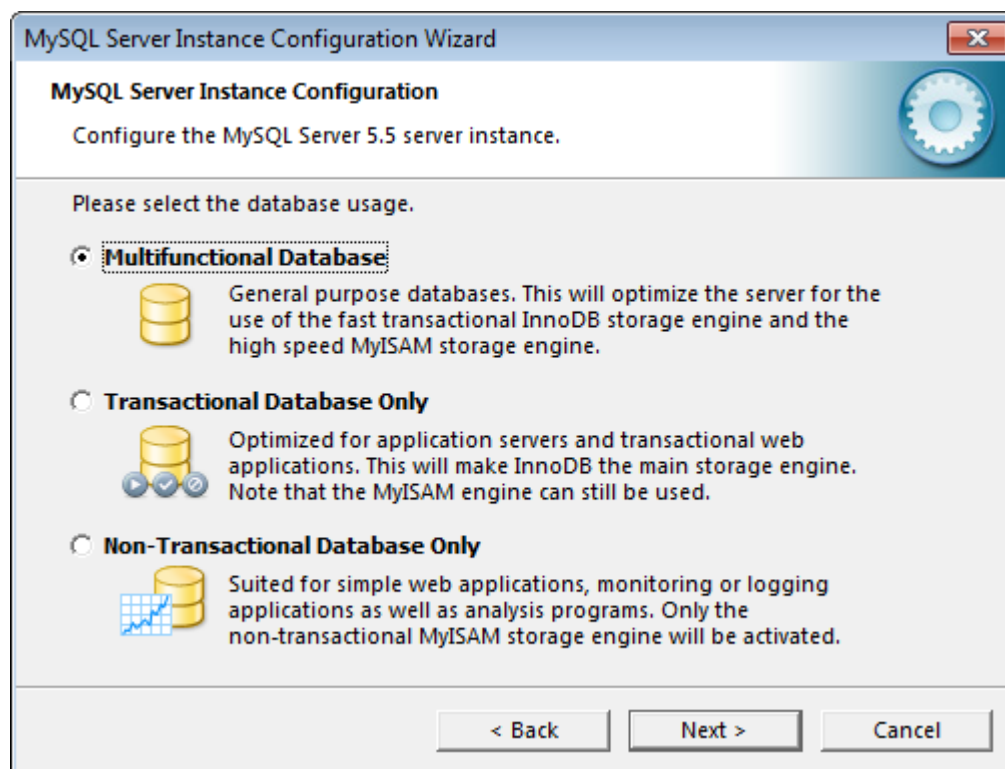 MySQL Server Instance Configuration Wizard
MySQL Server Instance Configuration
Configure the MySQL Server 5.5 server instance.
Please select the database usage.
Multifunctional Database
General purpose databases. This will optimize the server for the
use of the fast transactional InnoDB storage engine and the
high speed MyISAM storage engine.
Transactional Database Only
Optimized for application servers and transactional web
applications. This will make InnoDB the main storage engine.
Note that the MyISAM engine can still be used.
Non-Transactional Database Only
Suited for simple web applications, monitoring or logging
applications as well as analysis programs. Only the
non-transactional MyISAM storage engine will be activated.
< Back
Next >
Cancel